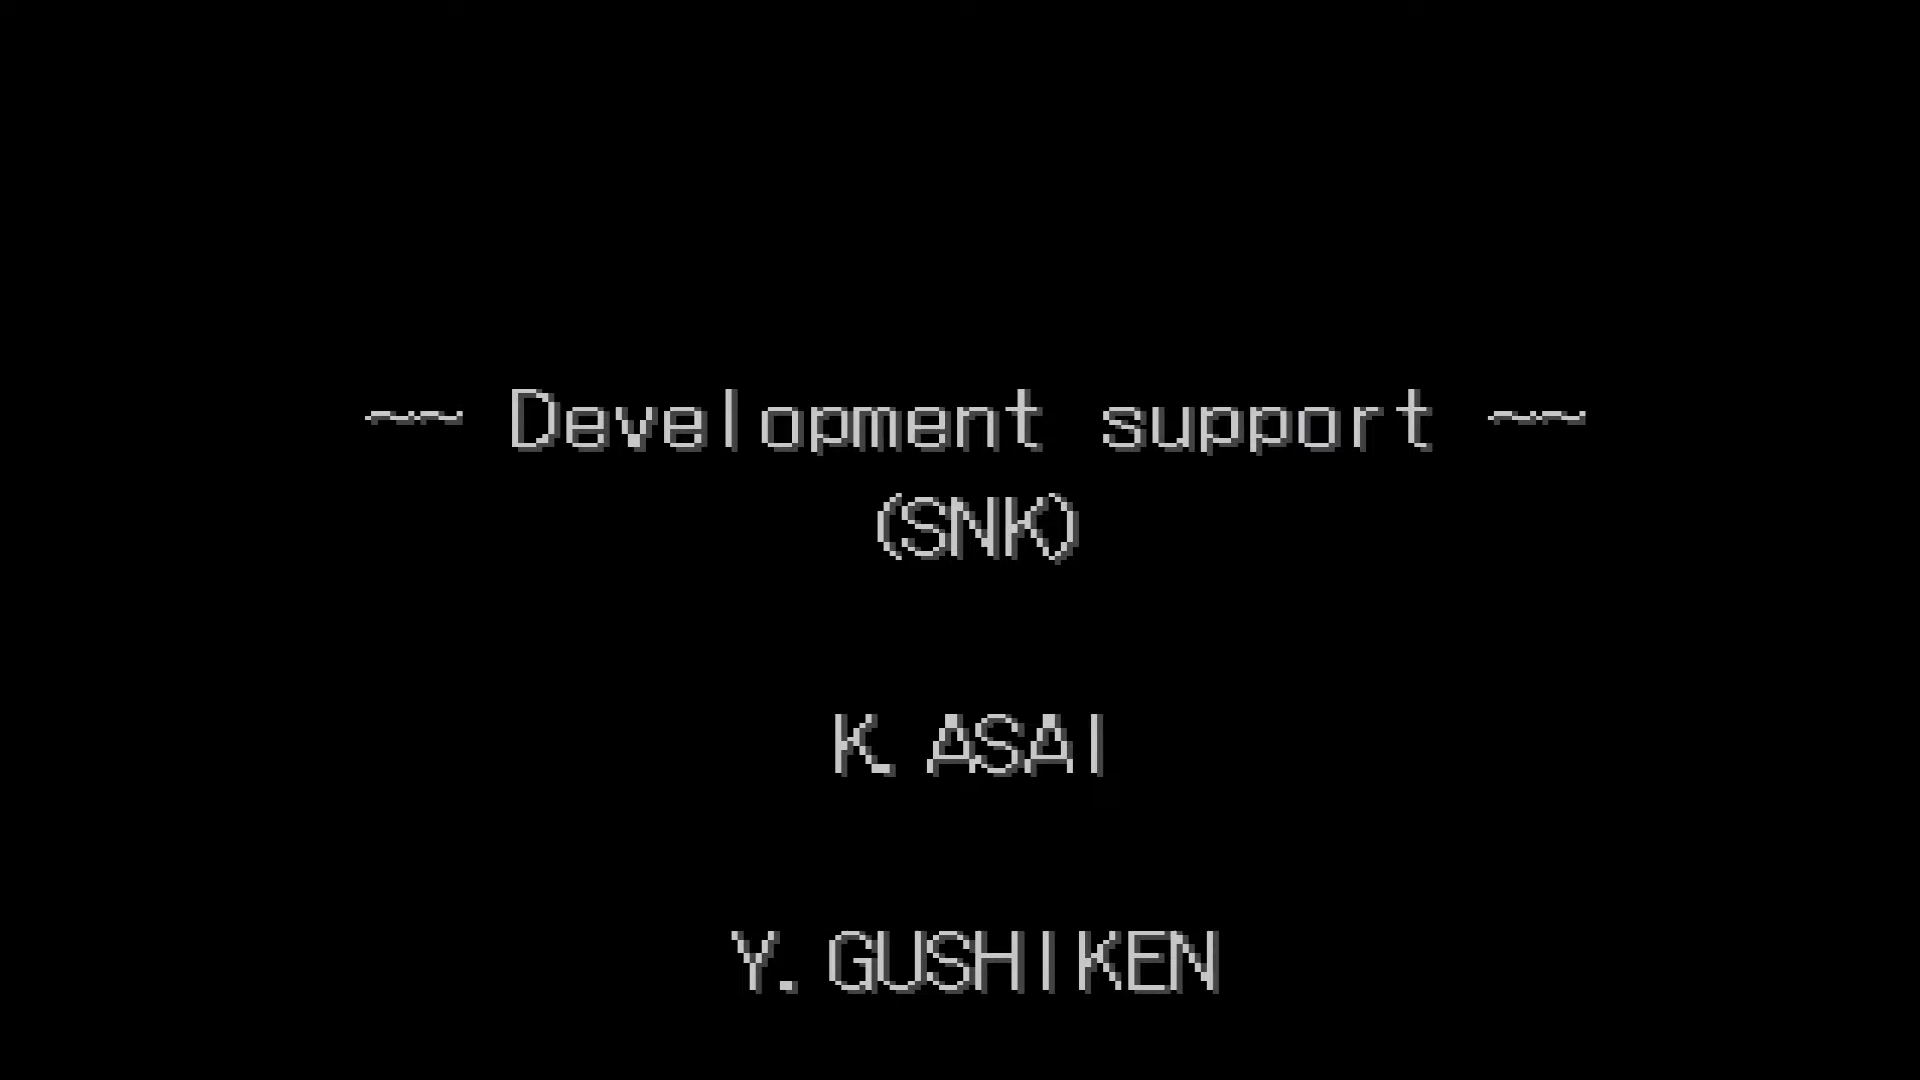 ~~ Development support ~~
(SNK)
K. ASAI
Y. GUSHIKEN